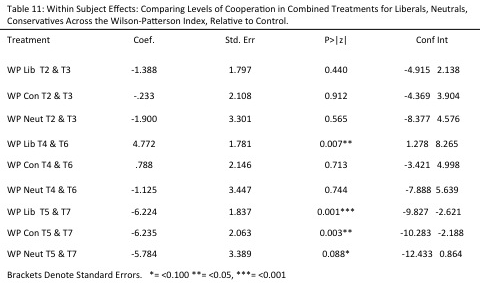 Table 11: Within Subject Effects: Comparing Levels of Cooperation in Combined Treatments for Liberals, Neutrals,
Conservatives Across the Wilson-Patterson Index, Relative to Control.
Treatment Coef. Std. Err P>|z| Conf Int
WP Lib T2 & T3 -1.388 1.797 0.440 -4.915 2.138
WP Con T2 & T3 -.233 2.108 0.912 -4.369 3.904
WP Neut T2 & T3 -1.900 3.301 0.565 -8.377 4.576
WP Lib T4 & T6 4.772 1.781 0.007** 1.278 8.265
WP Con T4 & T6 .788 2.146 0.713 -3.421 4.998
WP Neut T4 & T6 -1.125 3.447 0.744 -7.888 5.639
WP Lib T5 & T7 -6.224 1.837 0.001*** -9.827 -2.621
WP Con T5 & T7 -6.235 2.063 0.003** -10.283 -2.188
WP Neut T5 & T7 -5.784 3.389 0.088* -12.433 0.864
Brackets Denote Standard Errors. *= <0.100 **= <0.05, ***= <0.001